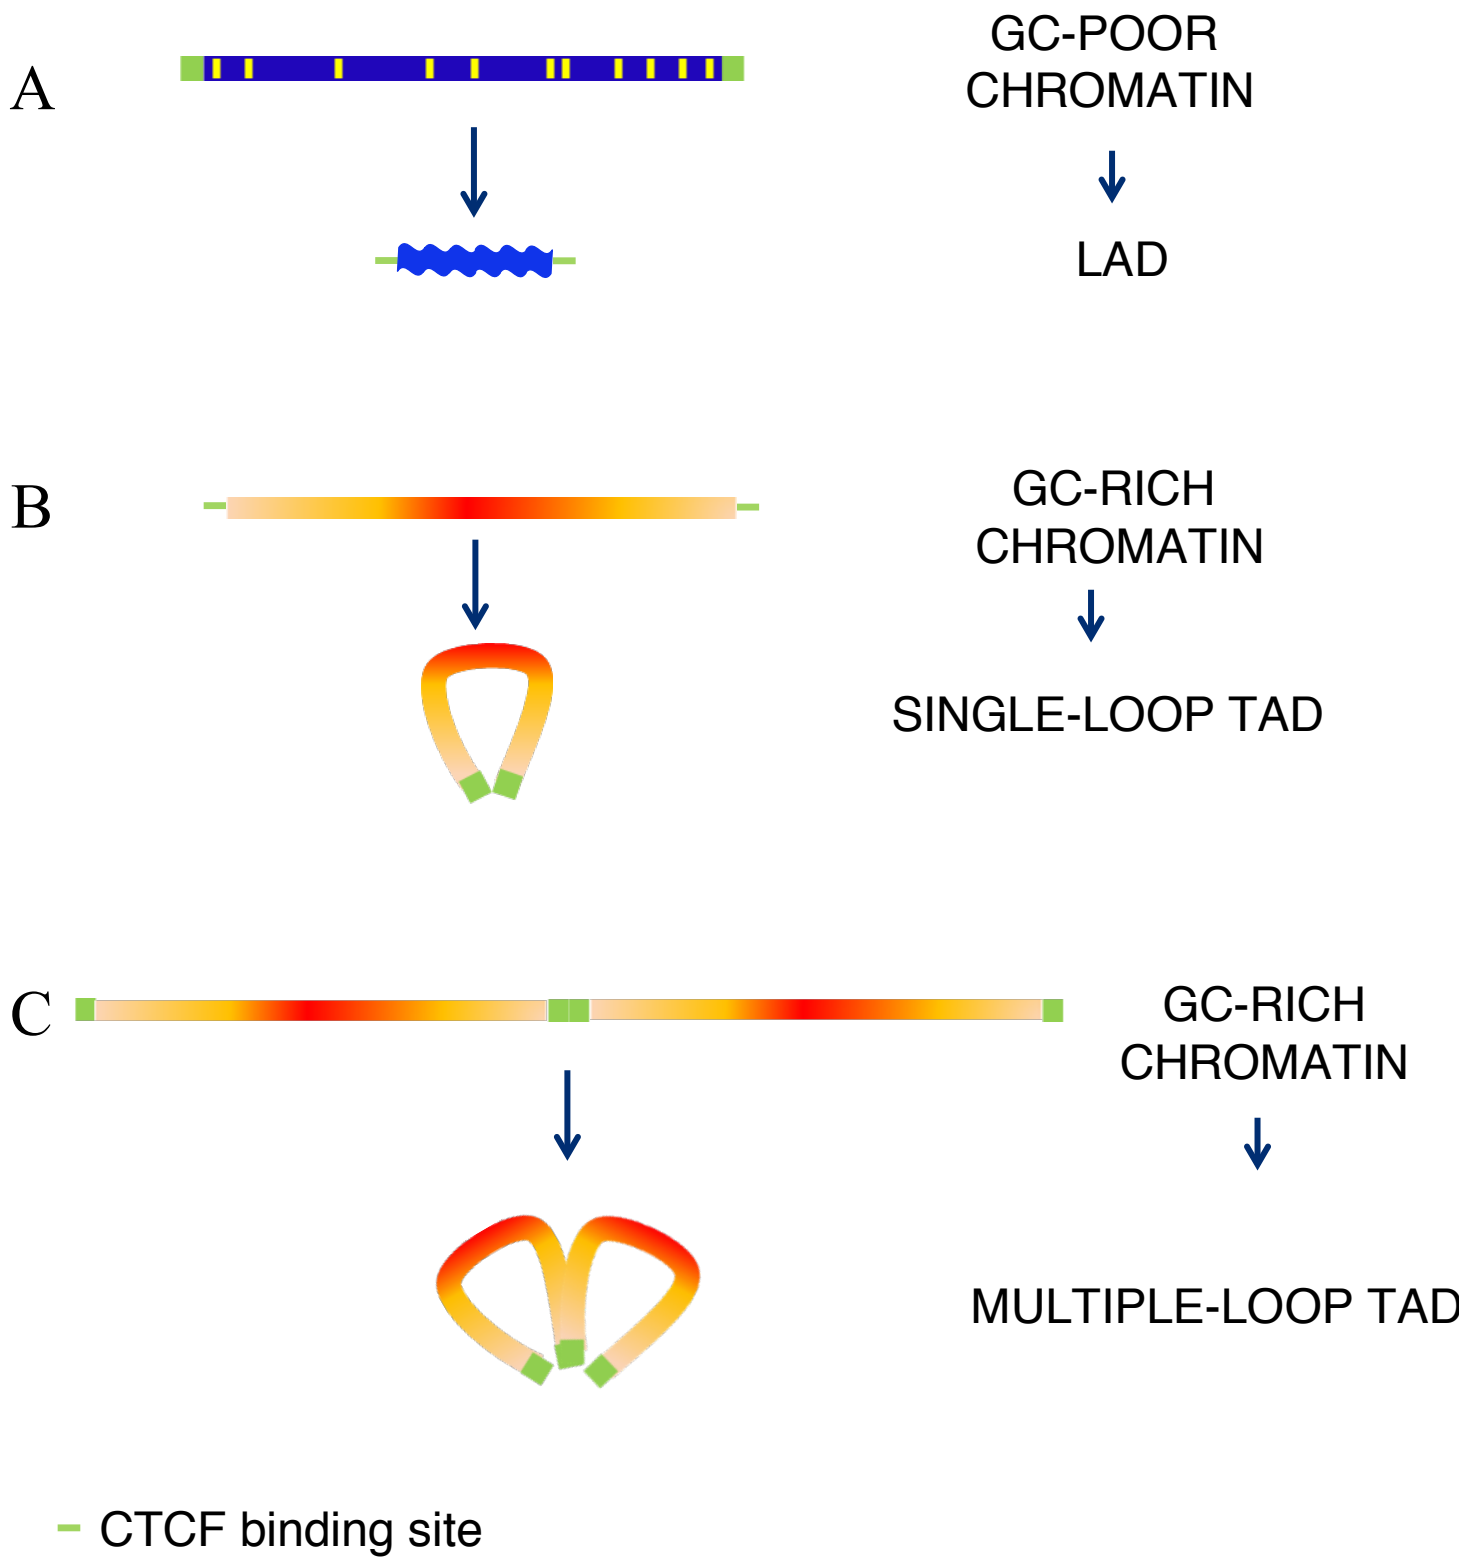 A
GC-POOR
CHROMATIN
LAD
B
GC-RICH
CHROMATIN
SINGLE-LOOP TAD
C
GC-RICH
CHROMATIN
MULTIPLE-LOOP TAD
CTCF binding site